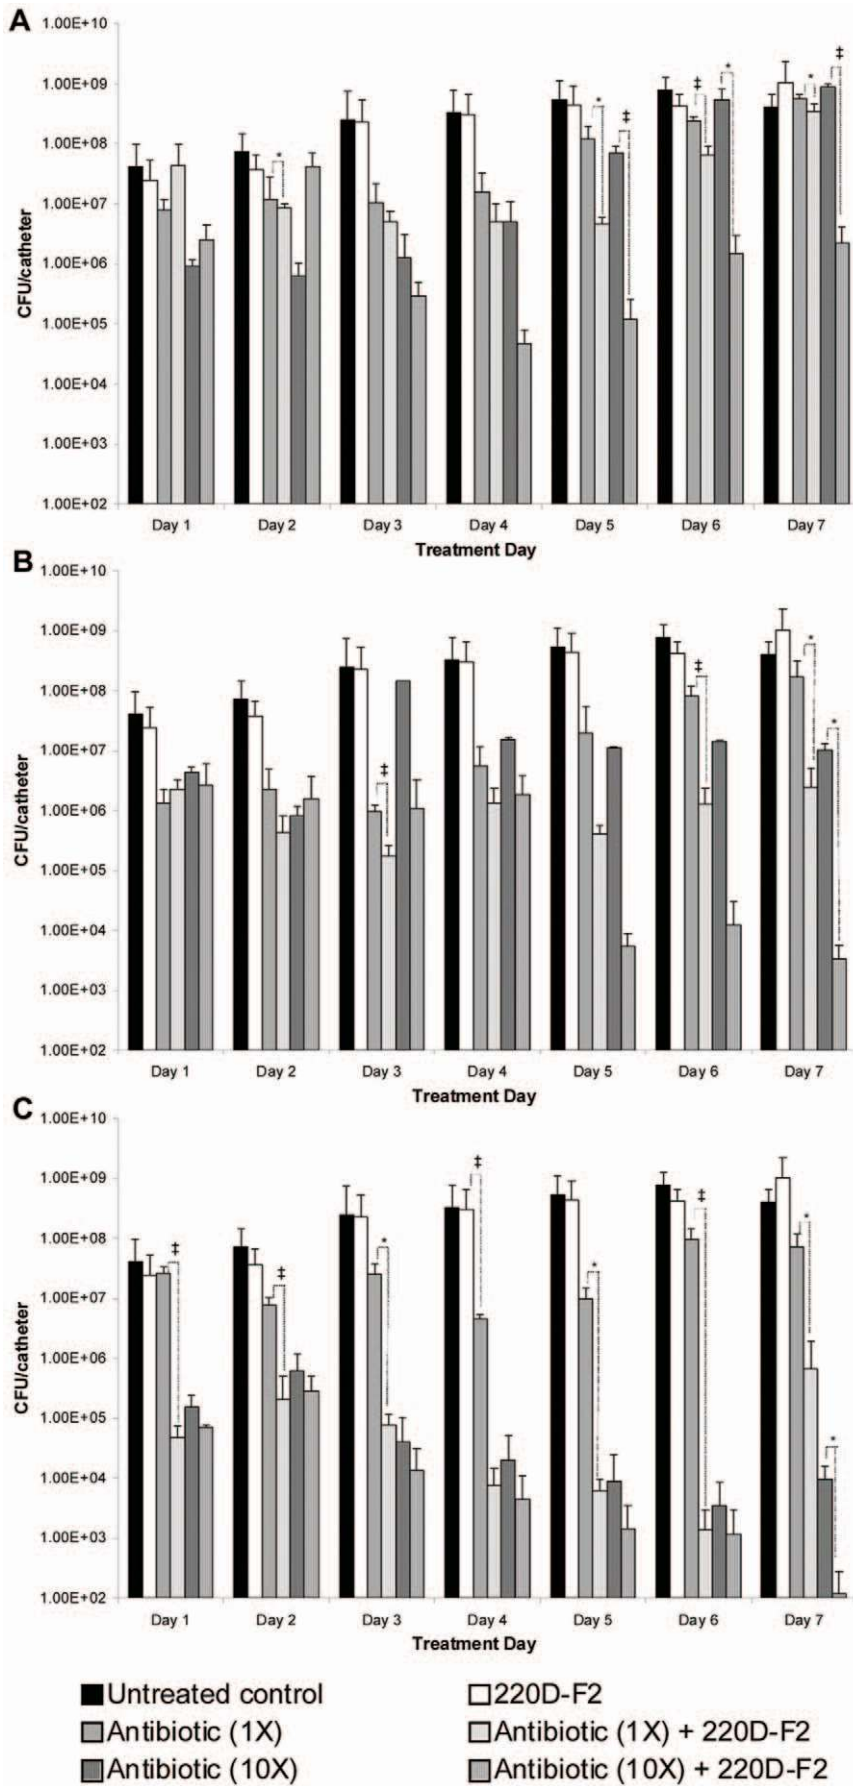 A
1.00E+10
1.00E+09
‡
*
‡
*
*
‡
*
1.00E+08
*
1.00E+07
CFU/catheter
1.00E+06
1.00E+05
1.00E+04
1.00E+03
1.00E+02
Day 1 Day 2 Day 3 Day 4 Day 5 Day 6 Day 7
Treatment Day
B
1.00E+10
1.00E+09
‡
*
1.00E+08
*
‡
1.00E+07
CFU/catheter
1.00E+06
1.00E+05
1.00E+04
1.00E+03
1.00E+02
Day 1 Day 2 Day 3 Day 4 Day 5 Day 6 Day 7
Treatment Day
C
1.00E+10
‡
1.00E+09
‡
*
‡
*
1.00E+08
‡
*
1.00E+07
CFU/catheter
1.00E+06
1.00E+05
*
1.00E+04
1.00E+03
1.00E+02
Day 1 Day 2 Day 3 Day 4 Day 5 Day 6 Day 7
Treatment Day
Untreated control 220D-F2
Antibiotic (1X) Antibiotic (1X) + 220D-F2
Antibiotic (10X) Antibiotic (10X) + 220D-F2